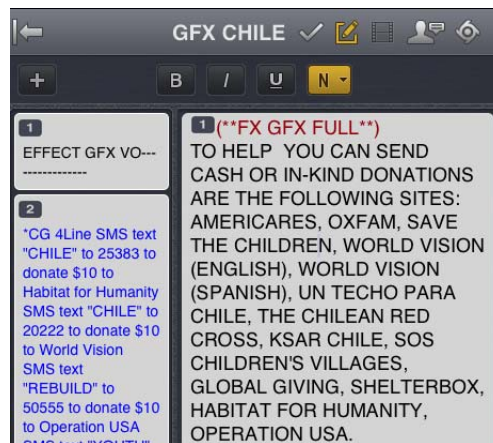 GFX CHILE
B I U N
1
EFFECT GFX VO---
-------------
2
*CG 4Line SMS text
"CHILE" to 25383 to
donate $10 to
Habitat for Humanity
SMS text "CHILE" to
20222 to donate $10
to World Vision
SMS text
"REBUILD" to
50555 to donate $10
to Operation USA
SMS text "YOUTH"
1 (**FX GFX FULL**)
TO HELP YOU CAN SEND
CASH OR IN-KIND DONATIONS
ARE THE FOLLOWING SITES:
AMERICARES, OXFAM, SAVE
THE CHILDREN, WORLD VISION
(ENGLISH), WORLD VISION
(SPANISH), UN TECHO PARA
CHILE, THE CHILEAN RED
CROSS, KSAR CHILE, SOS
CHILDREN'S VILLAGES,
GLOBAL GIVING, SHELTERBOX,
HABITAT FOR HUMANITY,
OPERATION USA.